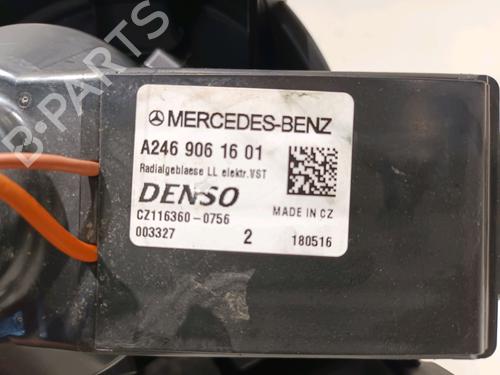 B-PARTS
MERCEDES-BENZ
A246 906 16 01
Radialgeblaese LL elektr.VST
DENSO
CZ116360-0756 MADE IN CZ
003327 2 180516